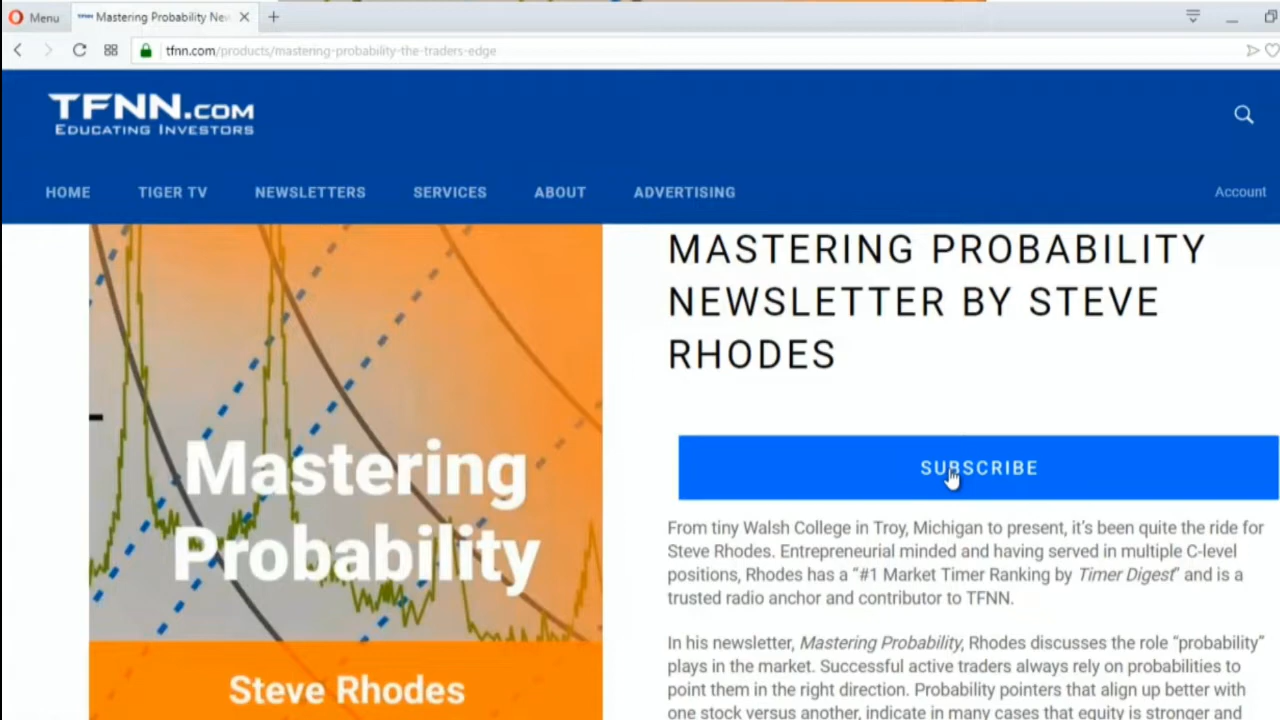 Menu
TFNN Mastering Probability New
tfnn.com/products/mastering-probability-the-traders-edge
TFNN.COM
EDUCATING INVESTORS
HOME TIGER TV NEWSLETTERS SERVICES ABOUT ADVERTISING Account
Mastering
Probability
Steve Rhodes
MASTERING PROBABILITY
NEWSLETTER BY STEVE
RHODES
SUBSCRIBE
From tiny Walsh College in Troy, Michigan to present, it's been quite the ride for
Steve Rhodes. Entrepreneurial minded and having served in multiple C-level
positions, Rhodes has a “#1 Market Timer Ranking by Timer Digest” and is a
trusted radio anchor and contributor to TFNN.
In his newsletter, Mastering Probability, Rhodes discusses the role “probability”
plays in the market. Successful active traders always rely on probabilities to
point them in the right direction. Probability pointers that align up better with
one stock versus another, indicate in many cases that equity is stronger and